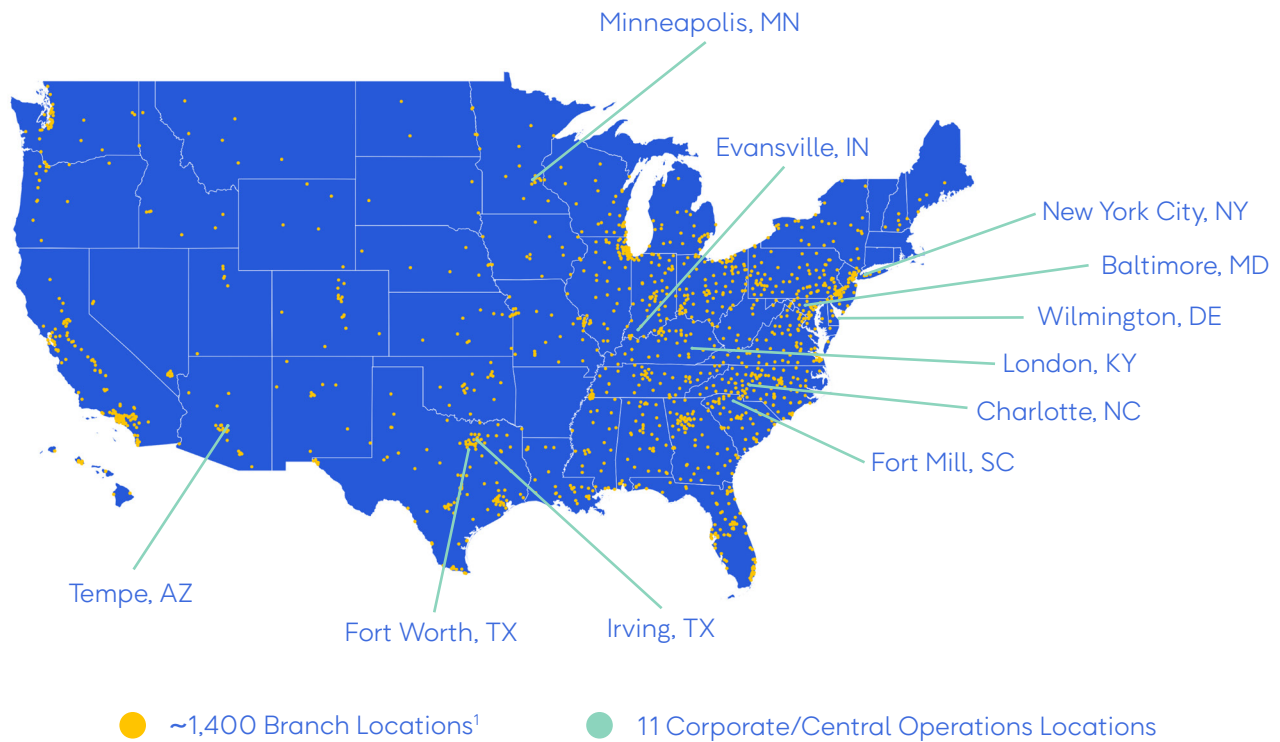 Minneapolis, MN
Evansville, IN
New York City, NY
Baltimore, MD
Wilmington, DE
London, KY
Charlotte, NC
Fort Mill, SC
Tempe, AZ
Fort Worth, TX
Irving, TX
~1,400 Branch Locations¹
11 Corporate/Central Operations Locations